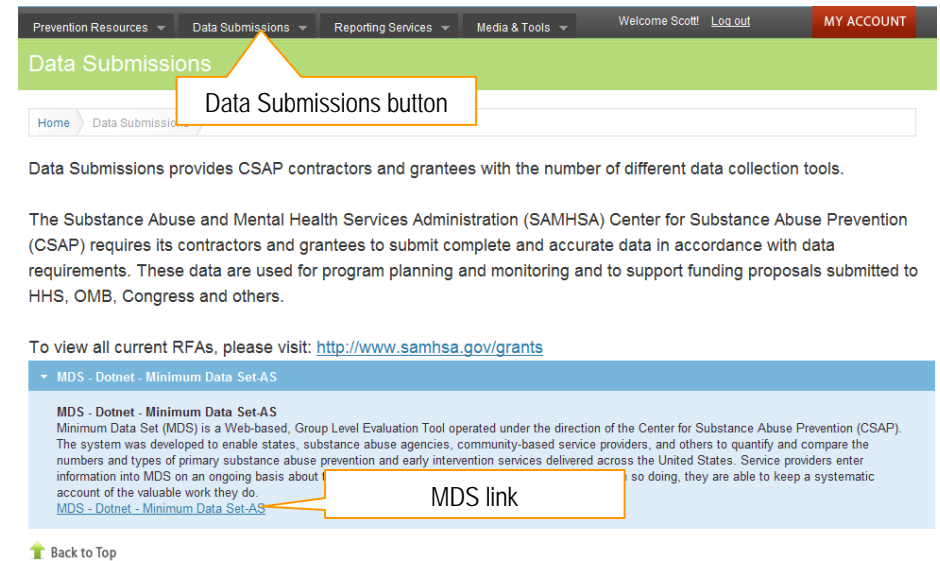 Prevention Resources Data Submissions Reporting Services Media & Tools Welcome Scott! Log out MY ACCOUNT
Data Submissions
Data Submissions button
Home Data Submissions
Data Submissions provides CSAP contractors and grantees with the number of different data collection tools.
The Substance Abuse and Mental Health Services Administration (SAMHSA) Center for Substance Abuse Prevention
(CSAP) requires its contractors and grantees to submit complete and accurate data in accordance with data
requirements. These data are used for program planning and monitoring and to support funding proposals submitted to
HHS, OMB, Congress and others.
To view all current RFAs, please visit: http://www.samhsa.gov/grants
MDS - Dotnet - Minimum Data Set-AS
MDS - Dotnet - Minimum Data Set-AS
Minimum Data Set (MDS) is a Web-based, Group Level Evaluation Tool operated under the direction of the Center for Substance Abuse Prevention (CSAP).
The system was developed to enable states, substance abuse agencies, community-based service providers, and others to quantify and compare the
numbers and types of primary substance abuse prevention and early intervention services delivered across the United States. Service providers enter
information into MDS on an ongoing basis about so doing, they are able to keep a systematic
account of the valuable work they do.
MDS link
MDS - Dotnet - Minimum Data Set-AS
Back to Top